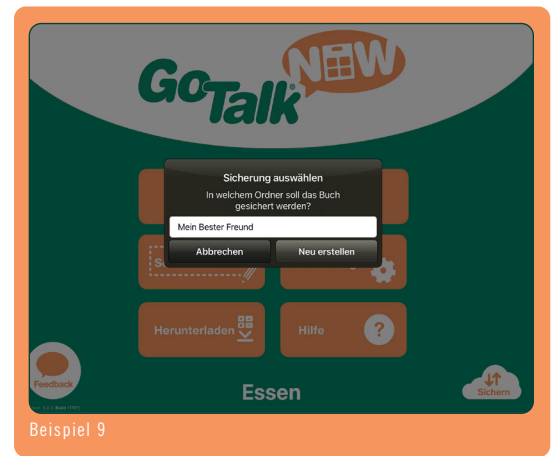 GoTalk NOW
Sicherung auswählen
In welchem Ordner soll das Buch
gesichert werden?
Mein Bester Freund
Abbrechen
Neu erstellen
Herunterladen
Hilfe
?
Feedback
Essen
Sichern
Beispiel 9